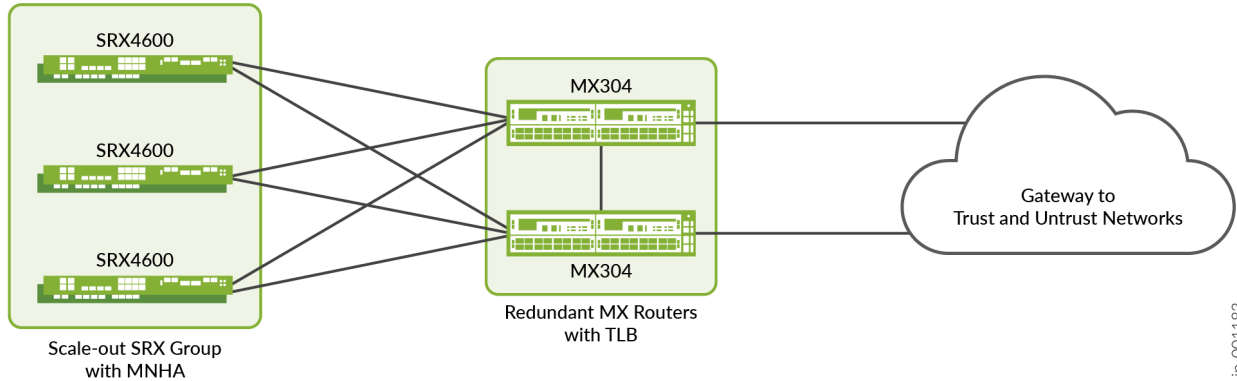 SRX4600
SRX4600
SRX4600
Scale-out SRX Group
with MNHA
MX304
MX304
Redundant MX Routers
with TLB
Gateway to
Trust and Untrust Networks